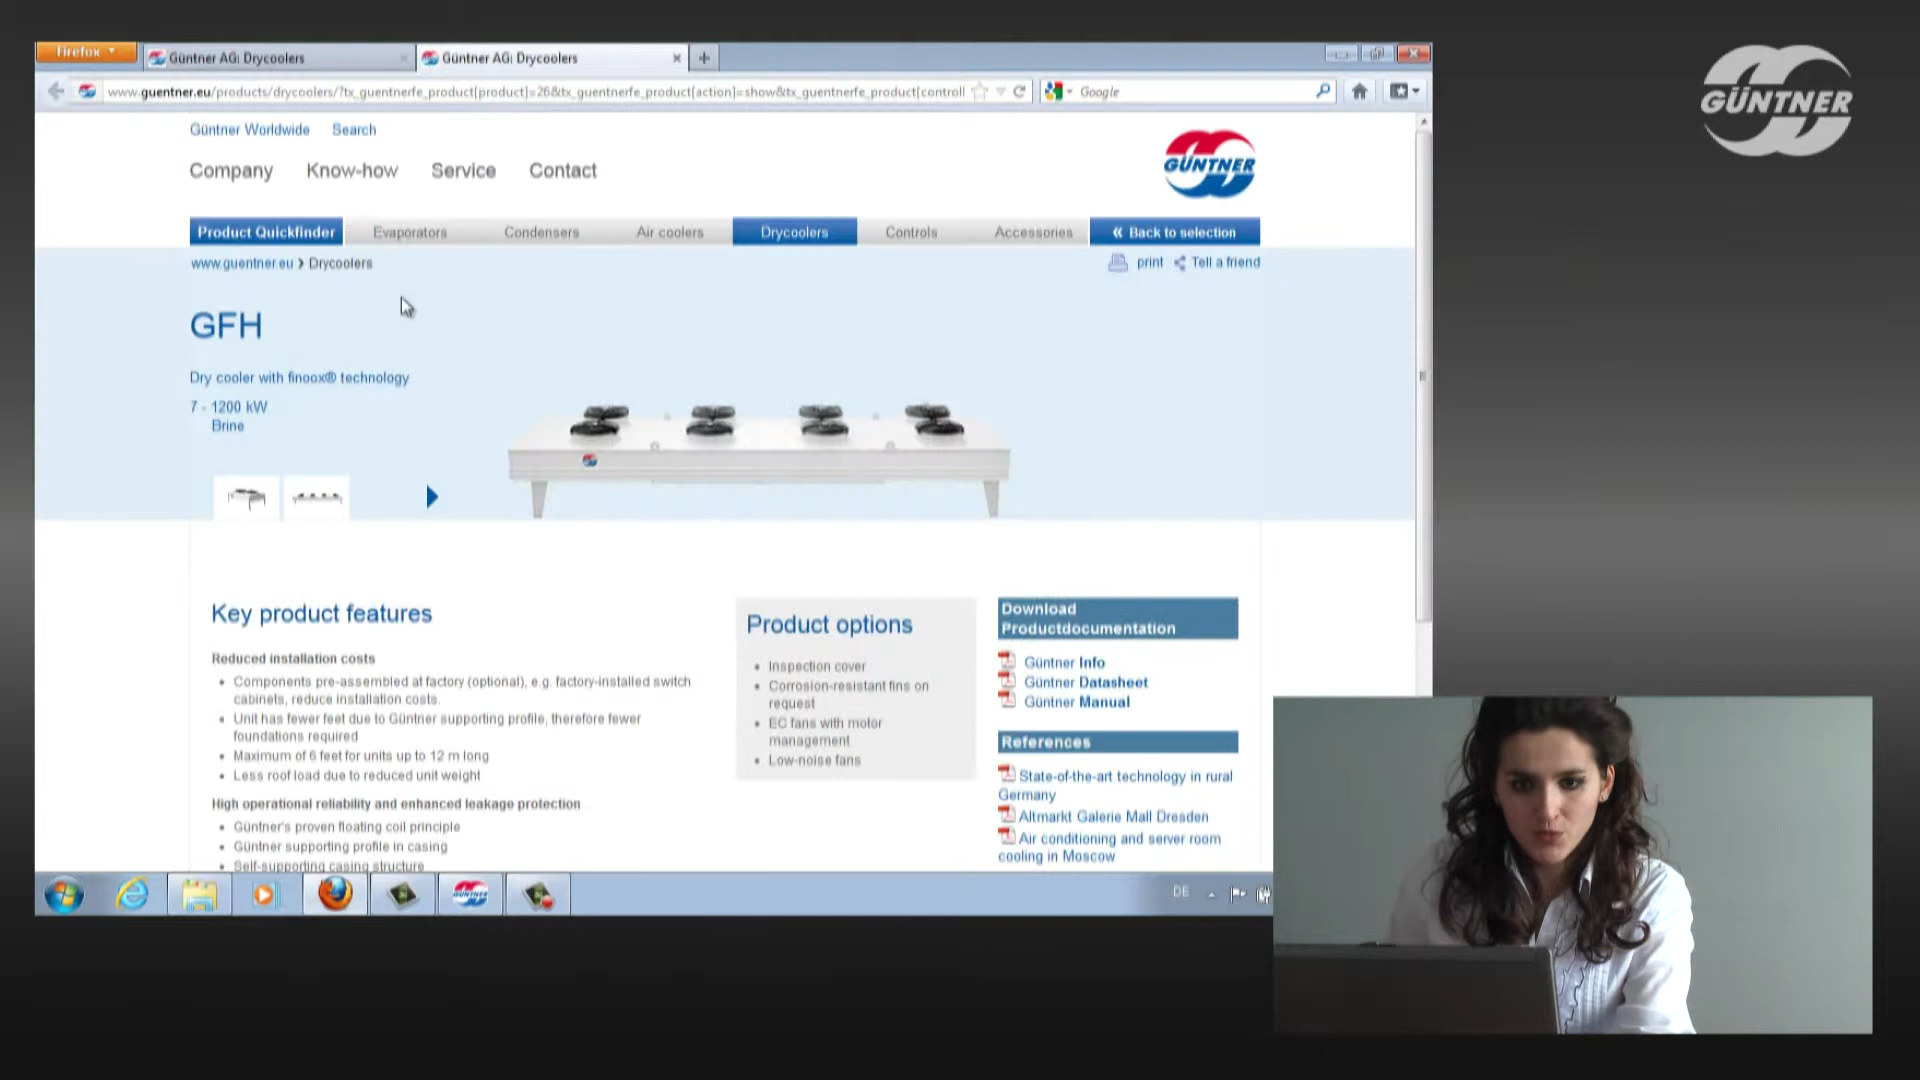 Firefox
Güntner AG: Drycoolers
Güntner AG: Drycoolers
www.guentner.eu/products/drycoolers/?tx_guentnerfe_product[product]=26&tx_guentnerfe_product[action]=show&tx_guentnerfe_product[controll
Google
GÜNTNER
Güntner Worldwide
Search
Company
Know-how
Service
Contact
GÜNTNER
Product Quickfinder
Evaporators
Condensers
Air coolers
Drycoolers
Controls
Accessories
« Back to selection
www.guentner.eu › Drycoolers
print
Tell a friend
GFH
Dry cooler with finoox® technology
7 - 1200 kW
Brine
Key product features
Reduced installation costs
• Components pre-assembled at factory (optional), e.g. factory-installed switch
cabinets, reduce installation costs.
• Unit has fewer feet due to Güntner supporting profile, therefore fewer
foundations required
• Maximum of 6 feet for units up to 12 m long
• Less roof load due to reduced unit weight
High operational reliability and enhanced leakage protection
• Güntner's proven floating coil principle
• Güntner supporting profile in casing
• Self-supporting casing structure
Product options
• Inspection cover
• Corrosion-resistant fins on
request
• EC fans with motor
management
• Low-noise fans
Download
Productdocumentation
Güntner Info
Güntner Datasheet
Güntner Manual
References
State-of-the-art technology in rural
Germany
Altmarkt Galerie Mall Dresden
Air conditioning and server room
cooling in Moscow
GÜNTNER
DE